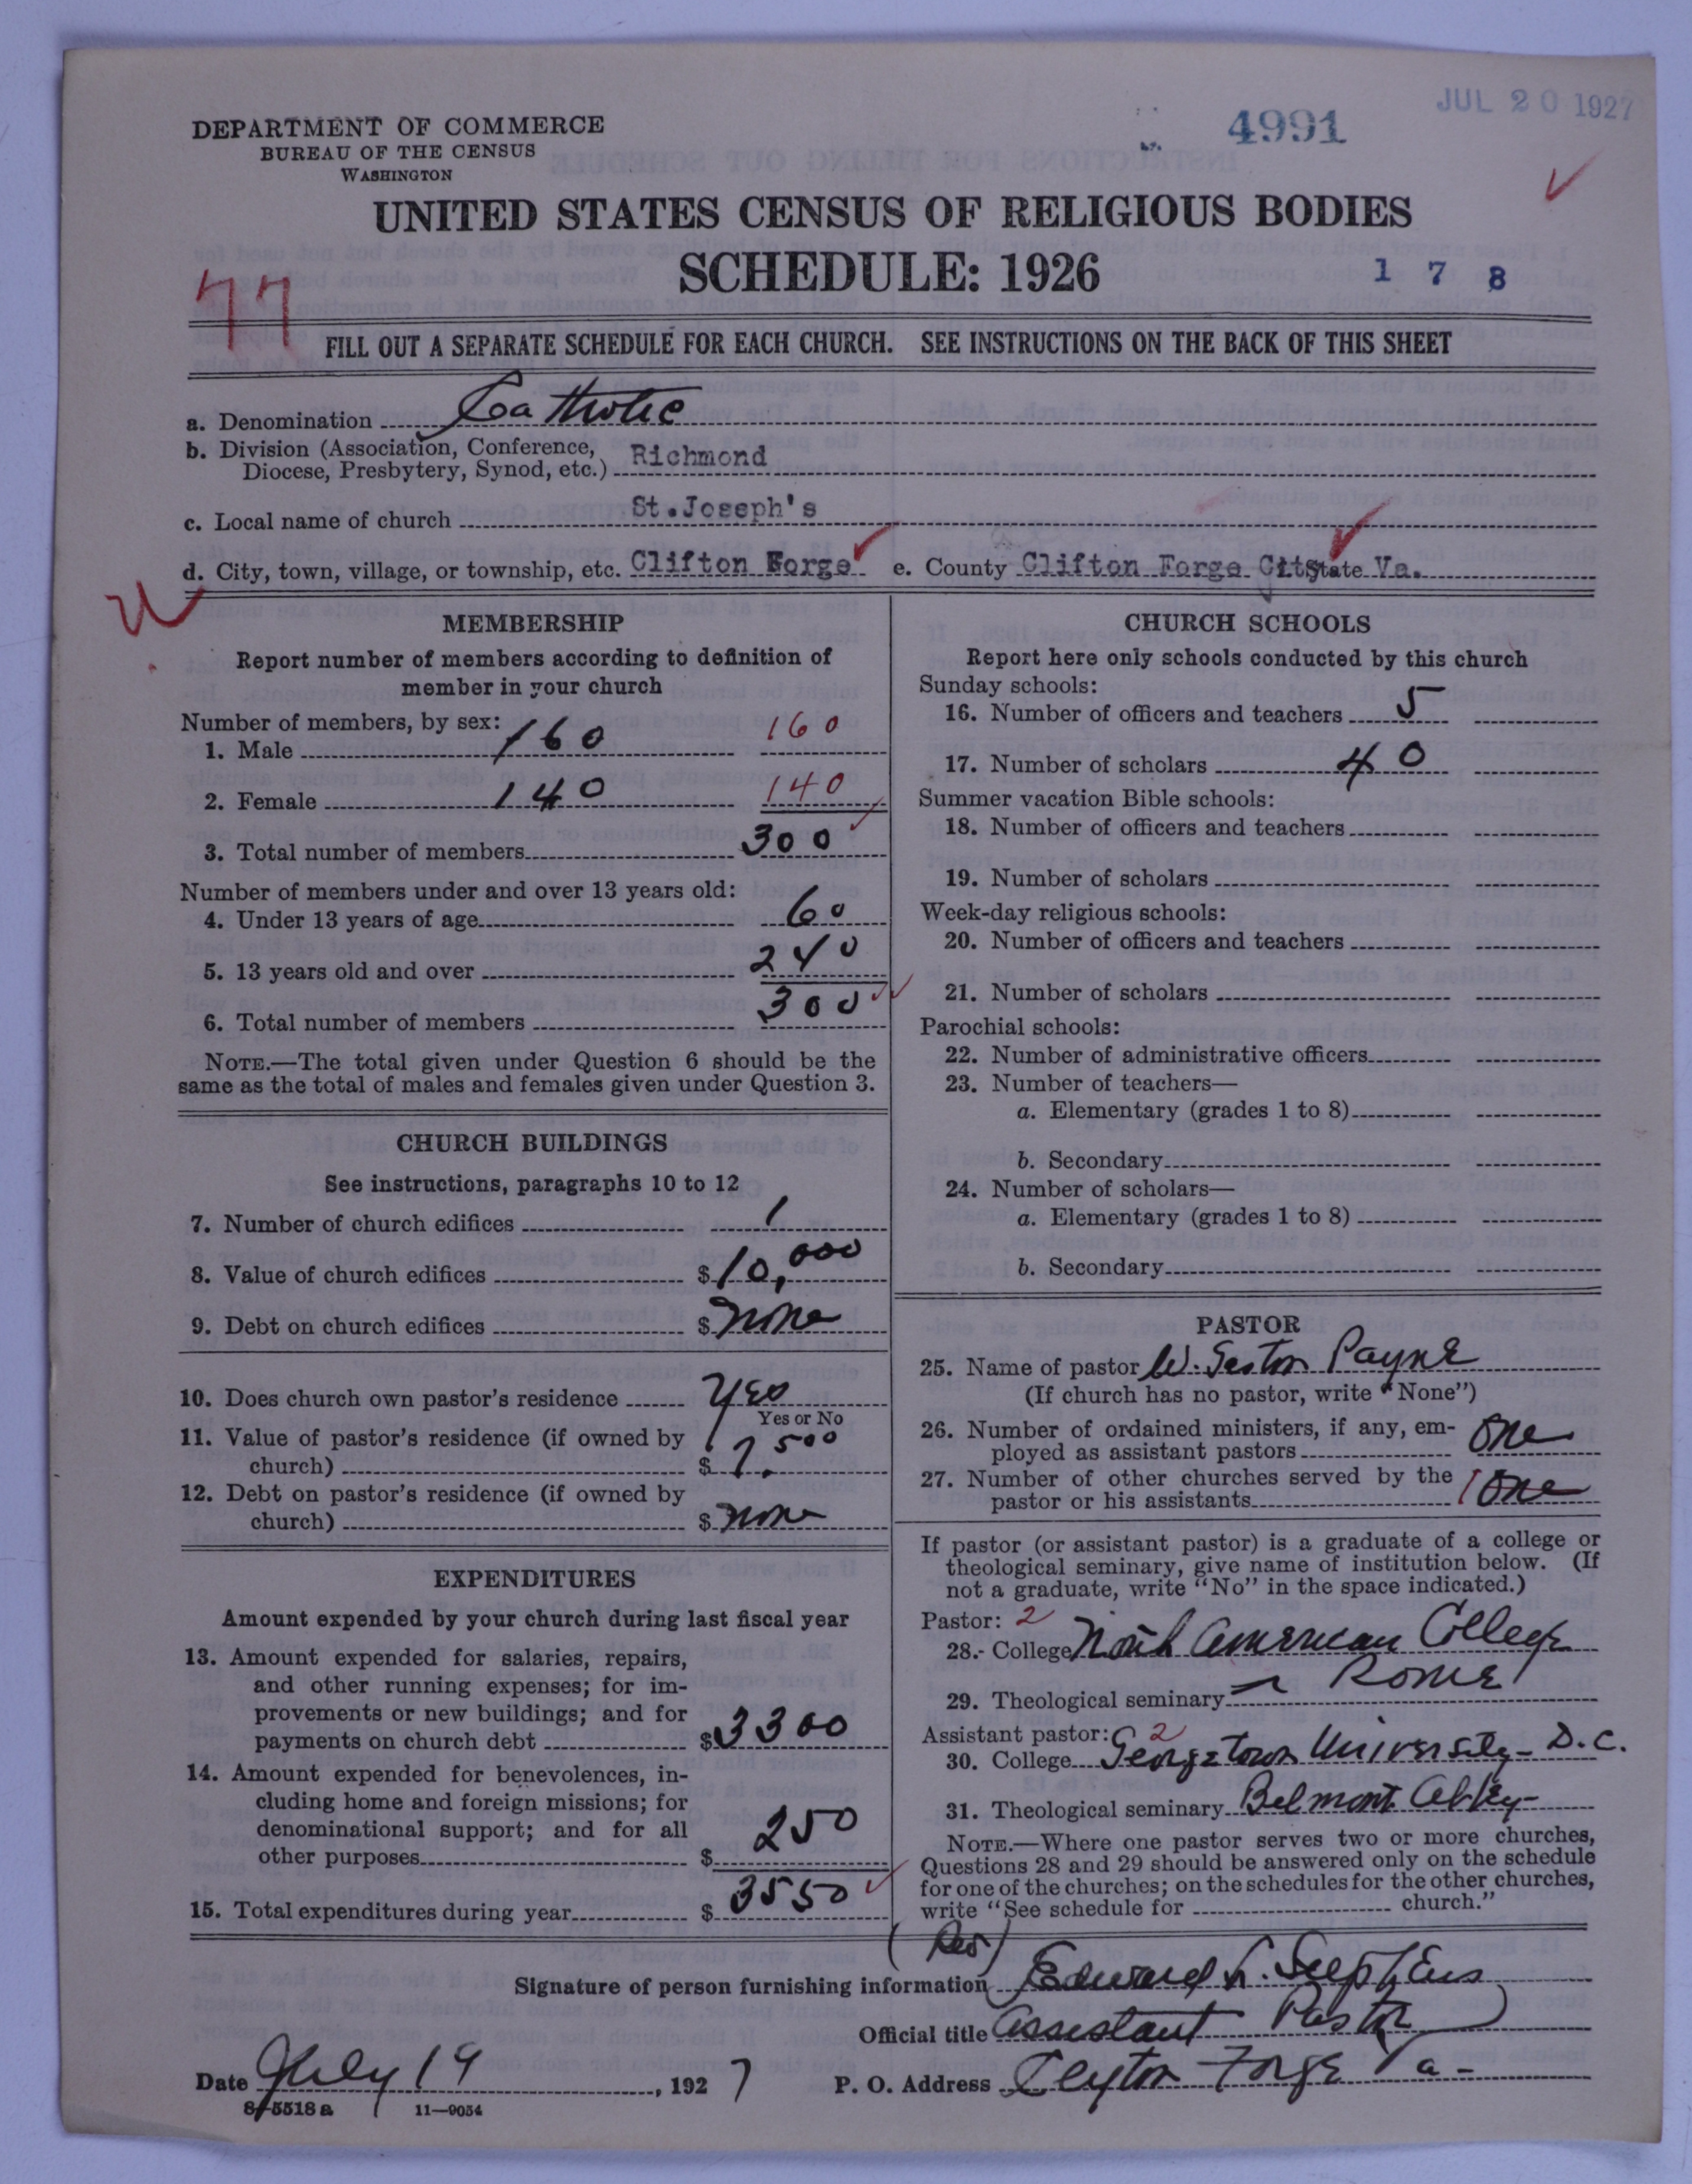 JUL 20 1927
4991
DEPARTMENT OF COMMERCE
BUREAU OF THE CENSUS
WASHINGTON
UNITED STATES CENSUS OF RELIGIOUS BODIES
SCHEDULE: 1926
1 7 8
77
FILL OUT A SEPARATE SCHEDULE FOR EACH CHURCH. SEE INSTRUCTIONS ON THE BACK OF THIS SHEET
a. Denomination Catholic
b. Division (Association, Conference, Diocese, Presbytery, Synod, etc.) Richmond
c. Local name of church St.Joseph's
d. City, town, village, or township, etc. Clifton Forge e. County Clifton Forge City State Va.
MEMBERSHIP
Report number of members according to definition of
member in your church
Number of members, by sex:
1. Male 160 160
2. Female 140 140
3. Total number of members 300
Number of members under and over 13 years old:
4. Under 13 years of age 60
5. 13 years old and over 240
6. Total number of members 300
NOTE.—The total given under Question 6 should be the
same as the total of males and females given under Question 3.
CHURCH BUILDINGS
See instructions, paragraphs 10 to 12
7. Number of church edifices 1
8. Value of church edifices $10,000
9. Debt on church edifices $none
10. Does church own pastor's residence yes
Yes or No
11. Value of pastor's residence (if owned by
church) $7.500
12. Debt on pastor's residence (if owned by
church) $none
EXPENDITURES
Amount expended by your church during last fiscal year
13. Amount expended for salaries, repairs,
and other running expenses; for im-
provements or new buildings; and for
payments on church debt $3300
14. Amount expended for benevolences, in-
cluding home and foreign missions; for
denominational support; and for all
other purposes $250
15. Total expenditures during year $3550
CHURCH SCHOOLS
Report here only schools conducted by this church
Sunday schools:
16. Number of officers and teachers 5
17. Number of scholars 40
Summer vacation Bible schools:
18. Number of officers and teachers
19. Number of scholars
Week-day religious schools:
20. Number of officers and teachers
21. Number of scholars
Parochial schools:
22. Number of administrative officers
23. Number of teachers—
a. Elementary (grades 1 to 8)
b. Secondary
24. Number of scholars—
a. Elementary (grades 1 to 8)
b. Secondary
PASTOR
25. Name of pastor W. Gaston Payne
(If church has no pastor, write "None")
26. Number of ordained ministers, if any, em-
ployed as assistant pastors one
27. Number of other churches served by the
pastor or his assistants 1 one
If pastor (or assistant pastor) is a graduate of a college or
theological seminary, give name of institution below. (If
not a graduate, write "No" in the space indicated.)
Pastor: 2
28. College North American College
29. Theological seminary Rome
Assistant pastor: 2
30. College Georgetown University - D.C.
31. Theological seminary Belmont Abbey
NOTE.—Where one pastor serves two or more churches,
Questions 28 and 29 should be answered only on the schedule
for one of the churches; on the schedules for the other churches,
write "See schedule for church."
(Rev)
Signature of person furnishing information Edward L. Stephens
Official title Assistant Pastor
Date July 19, 1927 P. O. Address Clifton Forge Va-
8-5518a 11-9054